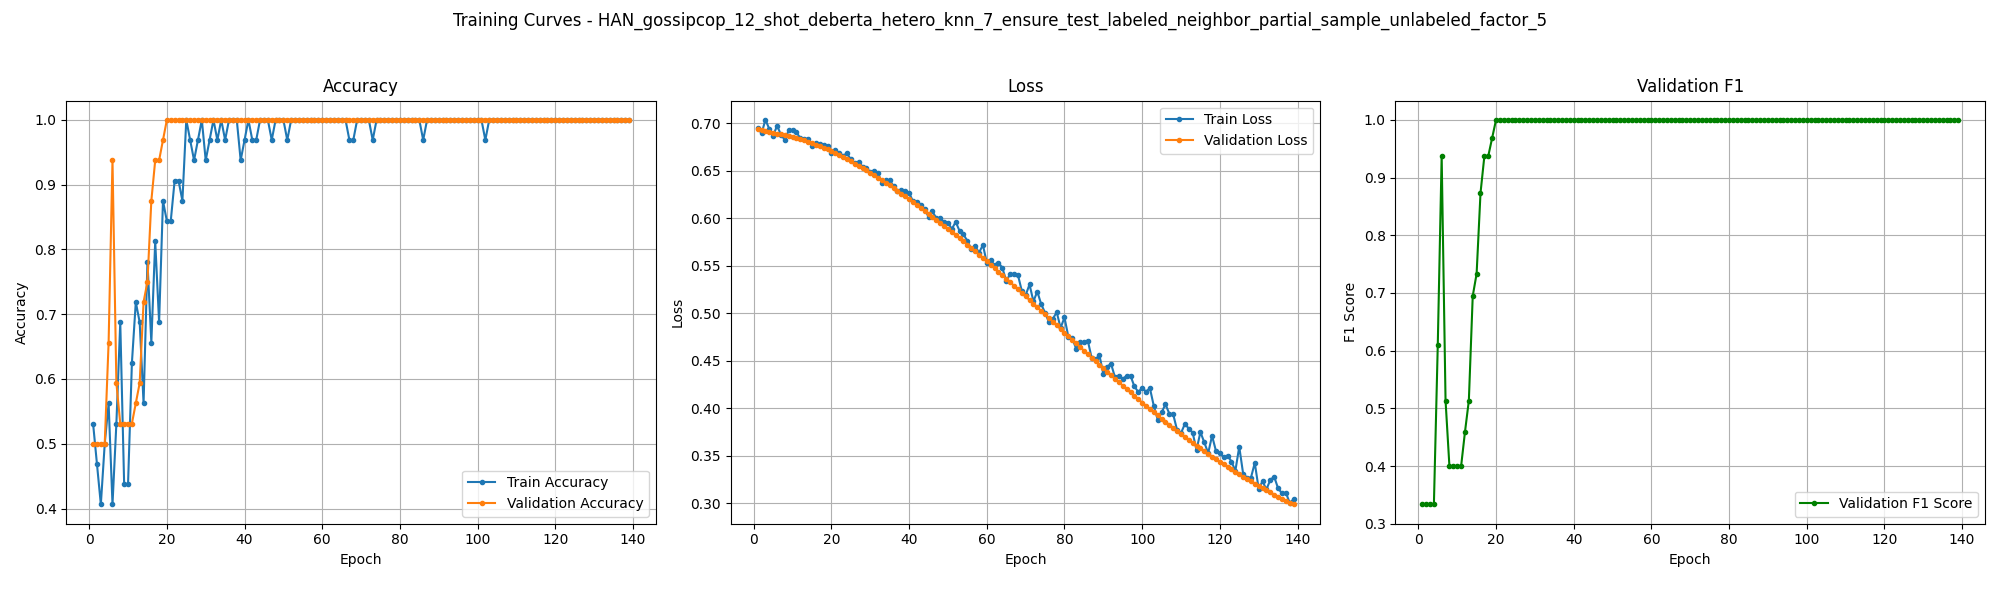 Training Curves - HAN_gossipcop_12_shot_deberta_hetero_knn_7_ensure_test_labeled_neighbor_partial_sample_unlabeled_factor_5
Accuracy
Accuracy
1.0
0.9
0.8
0.7
0.6
0.5
0.4
0 20 40 60 80 100 120 140
Epoch
Train Accuracy
Validation Accuracy
Loss
Loss
0.70
0.65
0.60
0.55
0.50
0.45
0.40
0.35
0.30
0 20 40 60 80 100 120 140
Epoch
Train Loss
Validation Loss
Validation F1
F1 Score
1.0
0.9
0.8
0.7
0.6
0.5
0.4
0.3
0 20 40 60 80 100 120 140
Epoch
Validation F1 Score